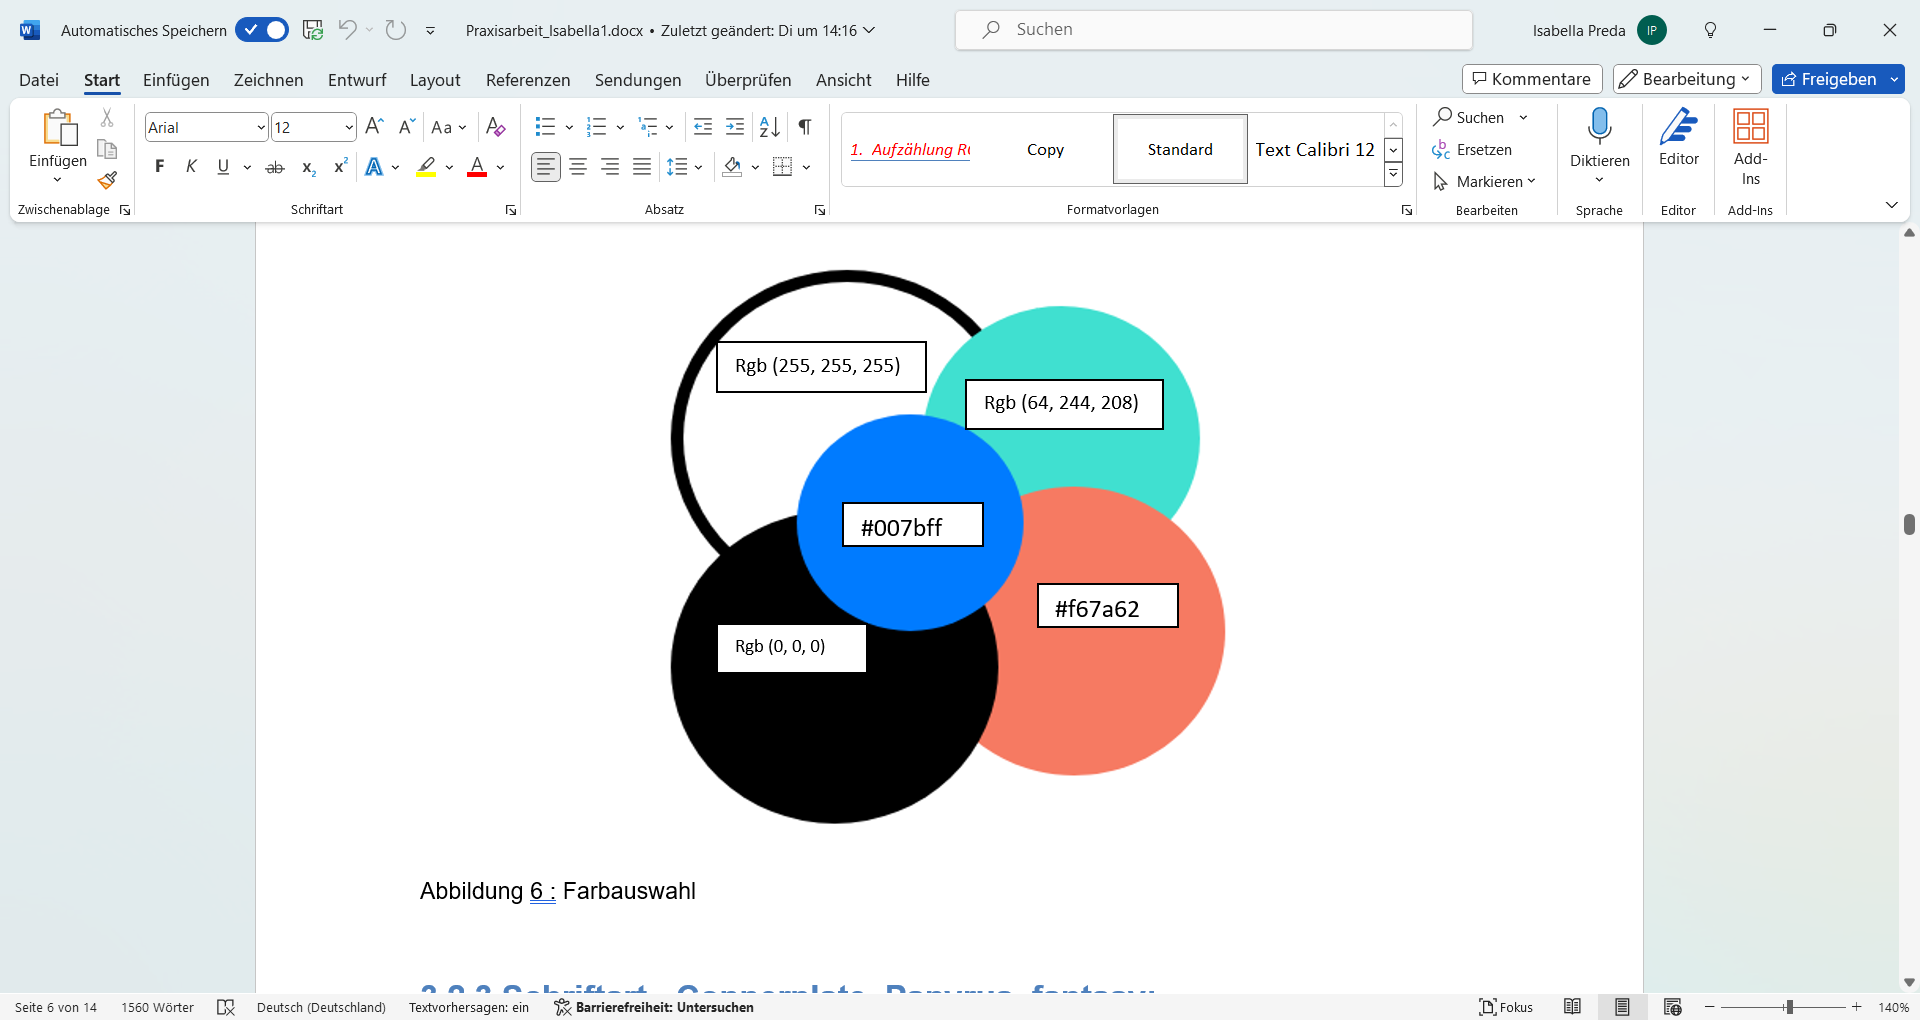 Automatisches Speichern
Praxisarbeit_Isabella1.docx • Zuletzt geändert: Di um 14:16
Suchen
Isabella Preda
IP
Datei Start Einfügen Zeichnen Entwurf Layout Referenzen Sendungen Überprüfen Ansicht Hilfe
Kommentare
Bearbeitung
Freigeben
Einfügen
Zwischenablage
Arial
12
Aa
F K U ab x₂ x²
Schriftart
Absatz
1. Aufzählung
Copy
Standard
Text Calibri 12
Formatvorlagen
Suchen
Ersetzen
Markieren
Bearbeiten
Diktieren
Sprache
Editor
Editor
Add-
Ins
Add-Ins
Rgb (255, 255, 255)
Rgb (64, 244, 208)
#007bff
#f67a62
Rgb (0, 0, 0)
Abbildung 6 : Farbauswahl
Seite 6 von 14
1560 Wörter
Deutsch (Deutschland)
Textvorhersagen: ein
Barrierefreiheit: Untersuchen
Fokus
140%